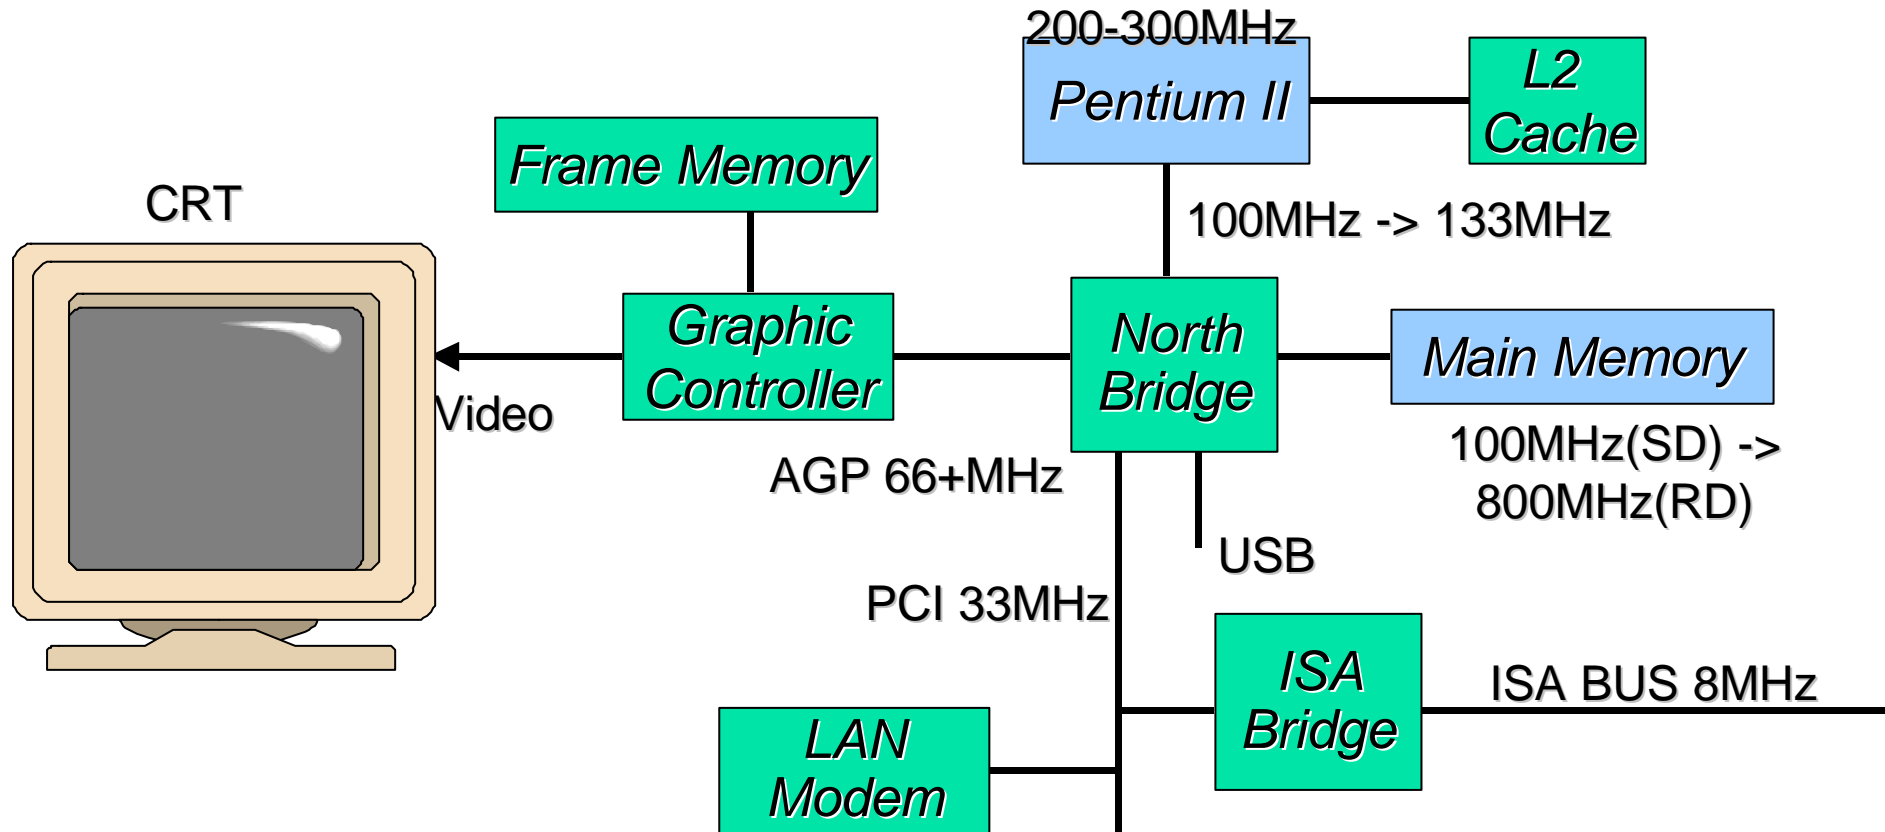 200-300MHz
Pentium II
L2
Cache
Frame Memory
CRT
100MHz -> 133MHz
Graphic
Controller
North
Bridge
Main Memory
Video
AGP 66+MHz
100MHz(SD) ->
800MHz(RD)
USB
PCI 33MHz
ISA
Bridge
ISA BUS 8MHz
LAN
Modem